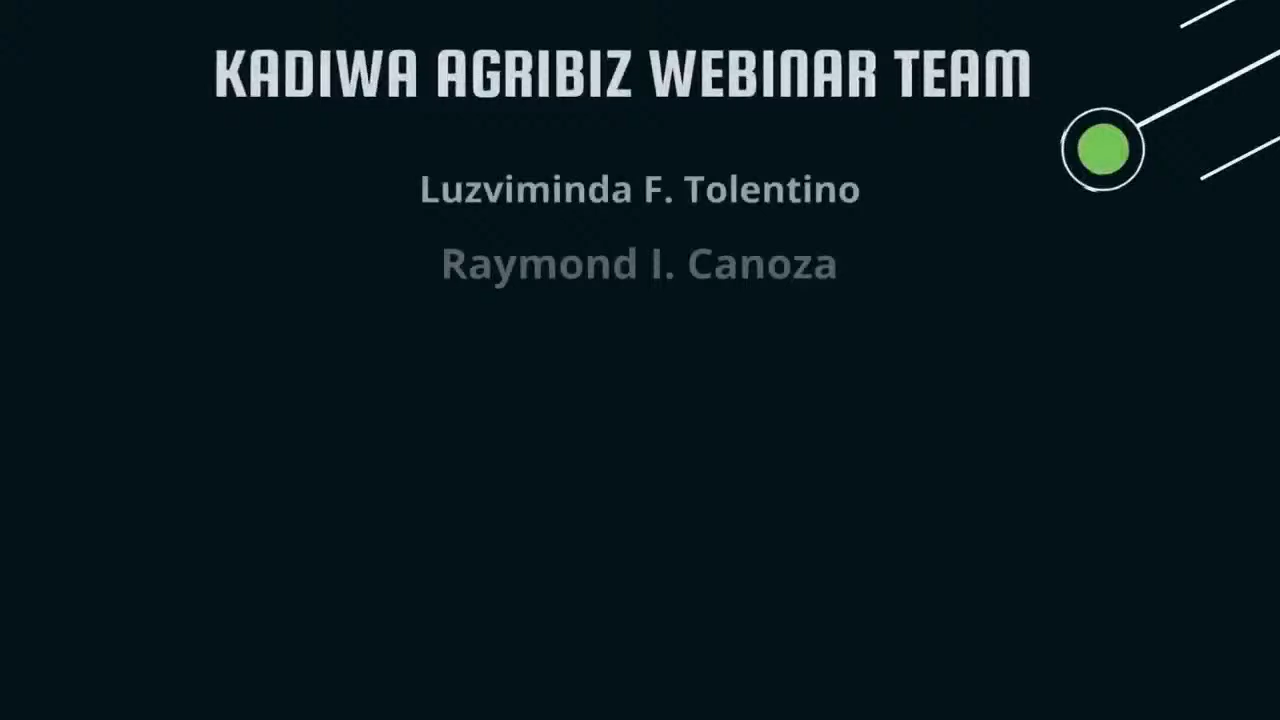 KADIWA AGRIBIZ WEBINAR TEAM
Luzviminda F. Tolentino
Raymond I. Canoza